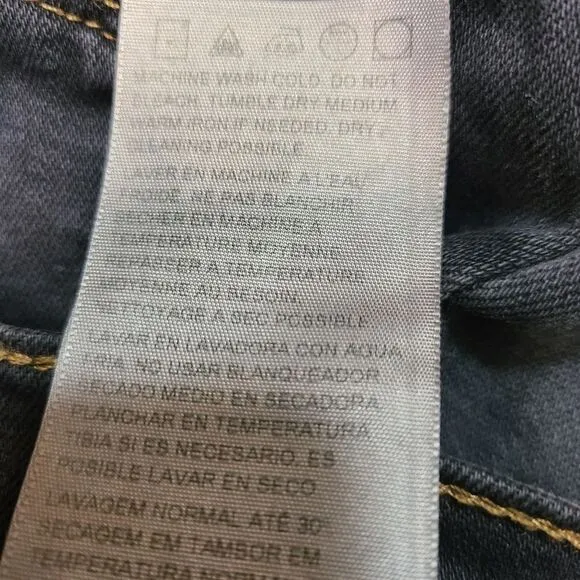 MACHINE WASH COLD. DO NOT
BLEACH. TUMBLE DRY MEDIUM.
WARM IRON IF NEEDED. DRY
CLEANING POSSIBLE.
LAVER EN MACHINE A L'EAU
FROIDE. NE PAS BLANCHIR.
SECHER EN MACHINE A
TEMPERATURE MOYENNE.
REPASSER A TEMPERATURE
MOYENNE AU BESOIN.
NETTOYAGE A SEC POSSIBLE.
LAVAR EN LAVADORA CON AGUA
FRIA. NO USAR BLANQUEADOR.
SECADO MEDIO EN SECADORA.
PLANCHAR EN TEMPERATURA
TIBIA SI ES NECESARIO. ES
POSIBLE LAVAR EN SECO
LAVAGEM NORMAL ATÉ 30°
SECAGEM EM TAMBOR EM
TEMPERATURA NORMAL